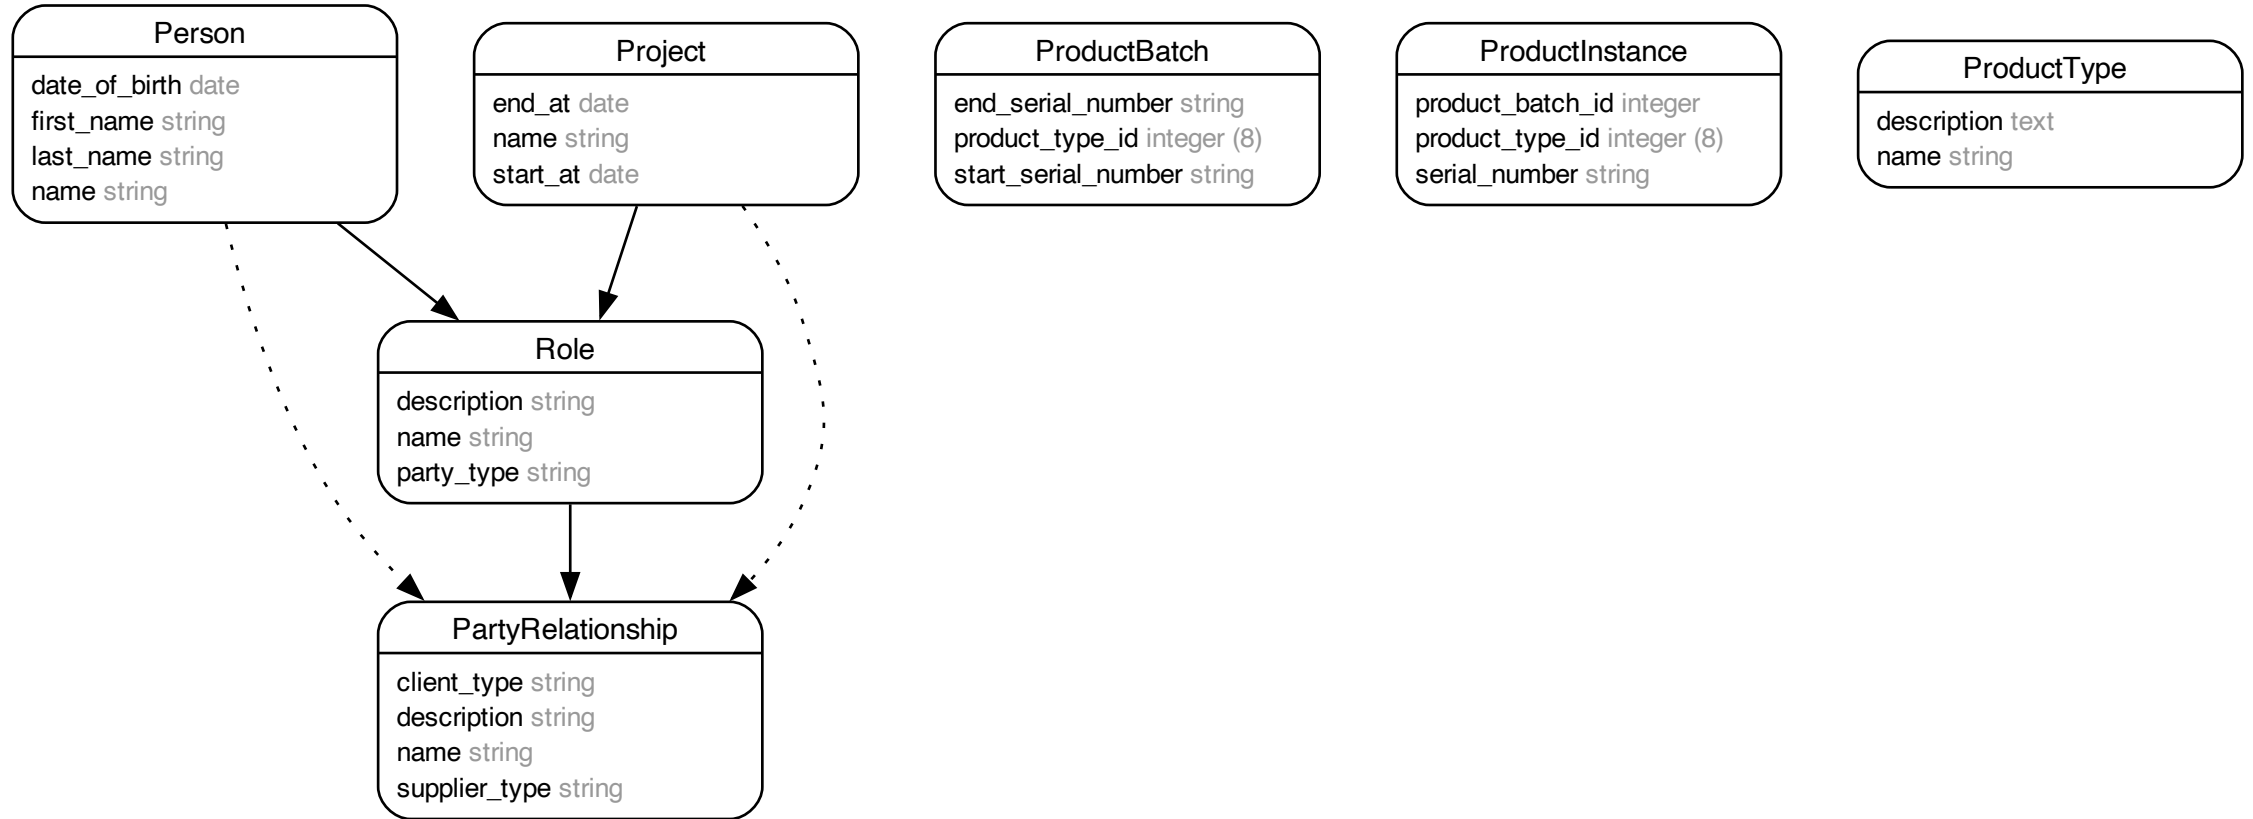 Person
date_of_birth date
first_name string
last_name string
name string
Project
end_at date
name string
start_at date
ProductBatch
end_serial_number string
product_type_id integer (8)
start_serial_number string
ProductInstance
product_batch_id integer
product_type_id integer (8)
serial_number string
ProductType
description text
name string
Role
description string
name string
party_type string
PartyRelationship
client_type string
description string
name string
supplier_type string